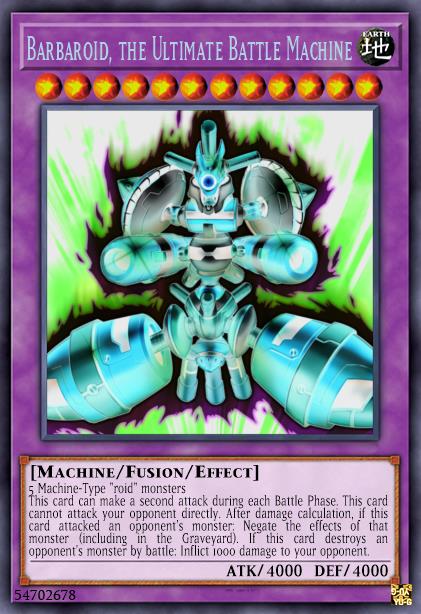 BARBAROID, THE ULTIMATE BATTLE MACHINE
EARTH
地
[MACHINE/FUSION/EFFECT]
5 Machine-Type "roid" monsters
This card can make a second attack during each Battle Phase. This card
cannot attack your opponent directly. After damage calculation, if this
card attacked an opponent's monster: Negate the effects of that
monster (including in the Graveyard). If this card destroys an
opponent's monster by battle: Inflict 1000 damage to your opponent.
ATK/4000 DEF/4000
54702678